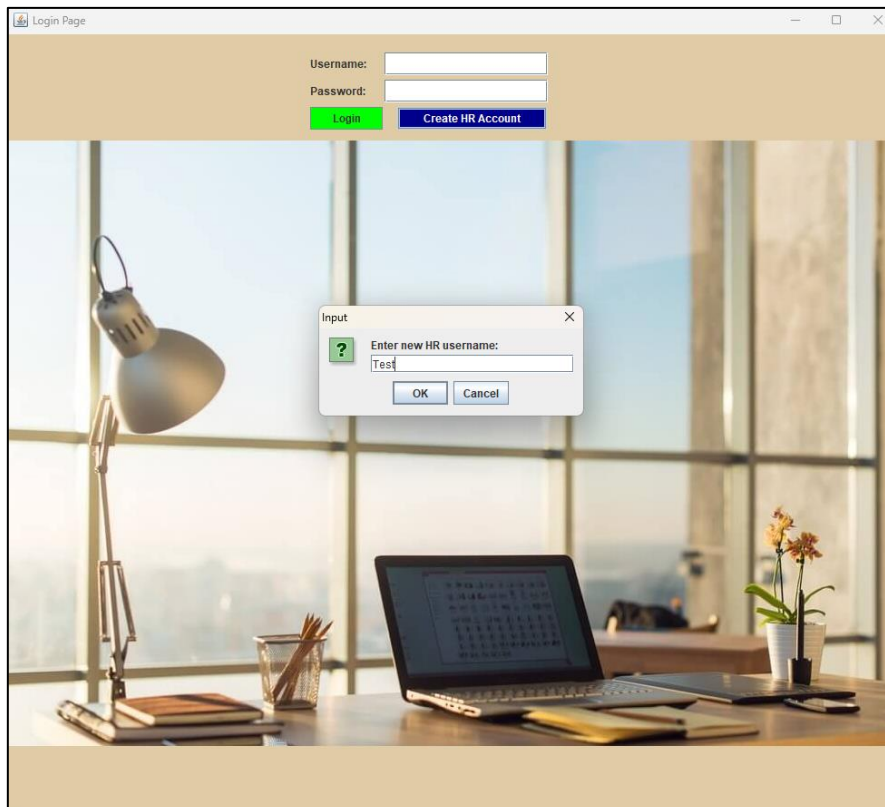 Login Page
Username:
Password:
Login Create HR Account
Input
?
Enter new HR username:
Test
OK Cancel